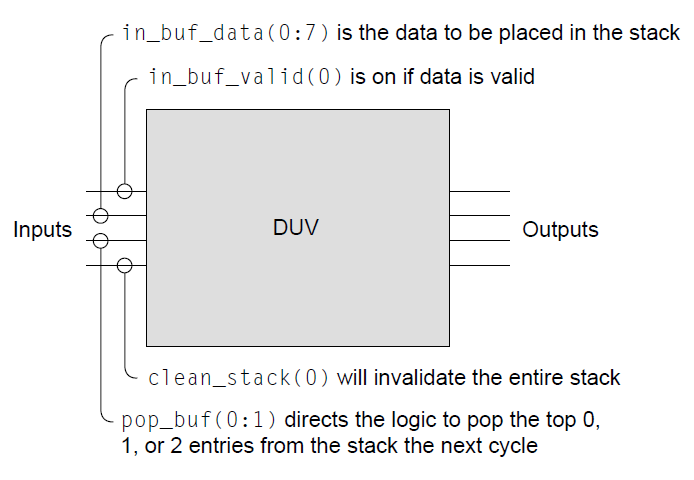 in_buf_data(0:7) is the data to be placed in the stack
in_buf_valid(0) is on if data is valid
Inputs
DUV
Outputs
clean_stack(0) will invalidate the entire stack
pop_buf(0:1) directs the logic to pop the top 0,
1, or 2 entries from the stack the next cycle